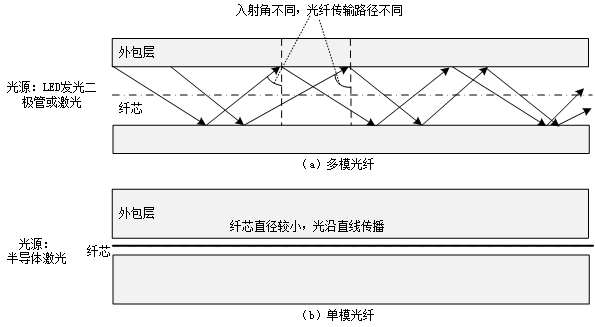 入射角不同，光纤传输路径不同
外包层
光源：LED发光二
极管或激光
纤芯
（a）多模光纤
外包层
纤芯直径较小，光沿直线传播
光源：
半导体激光
纤芯
（b）单模光纤